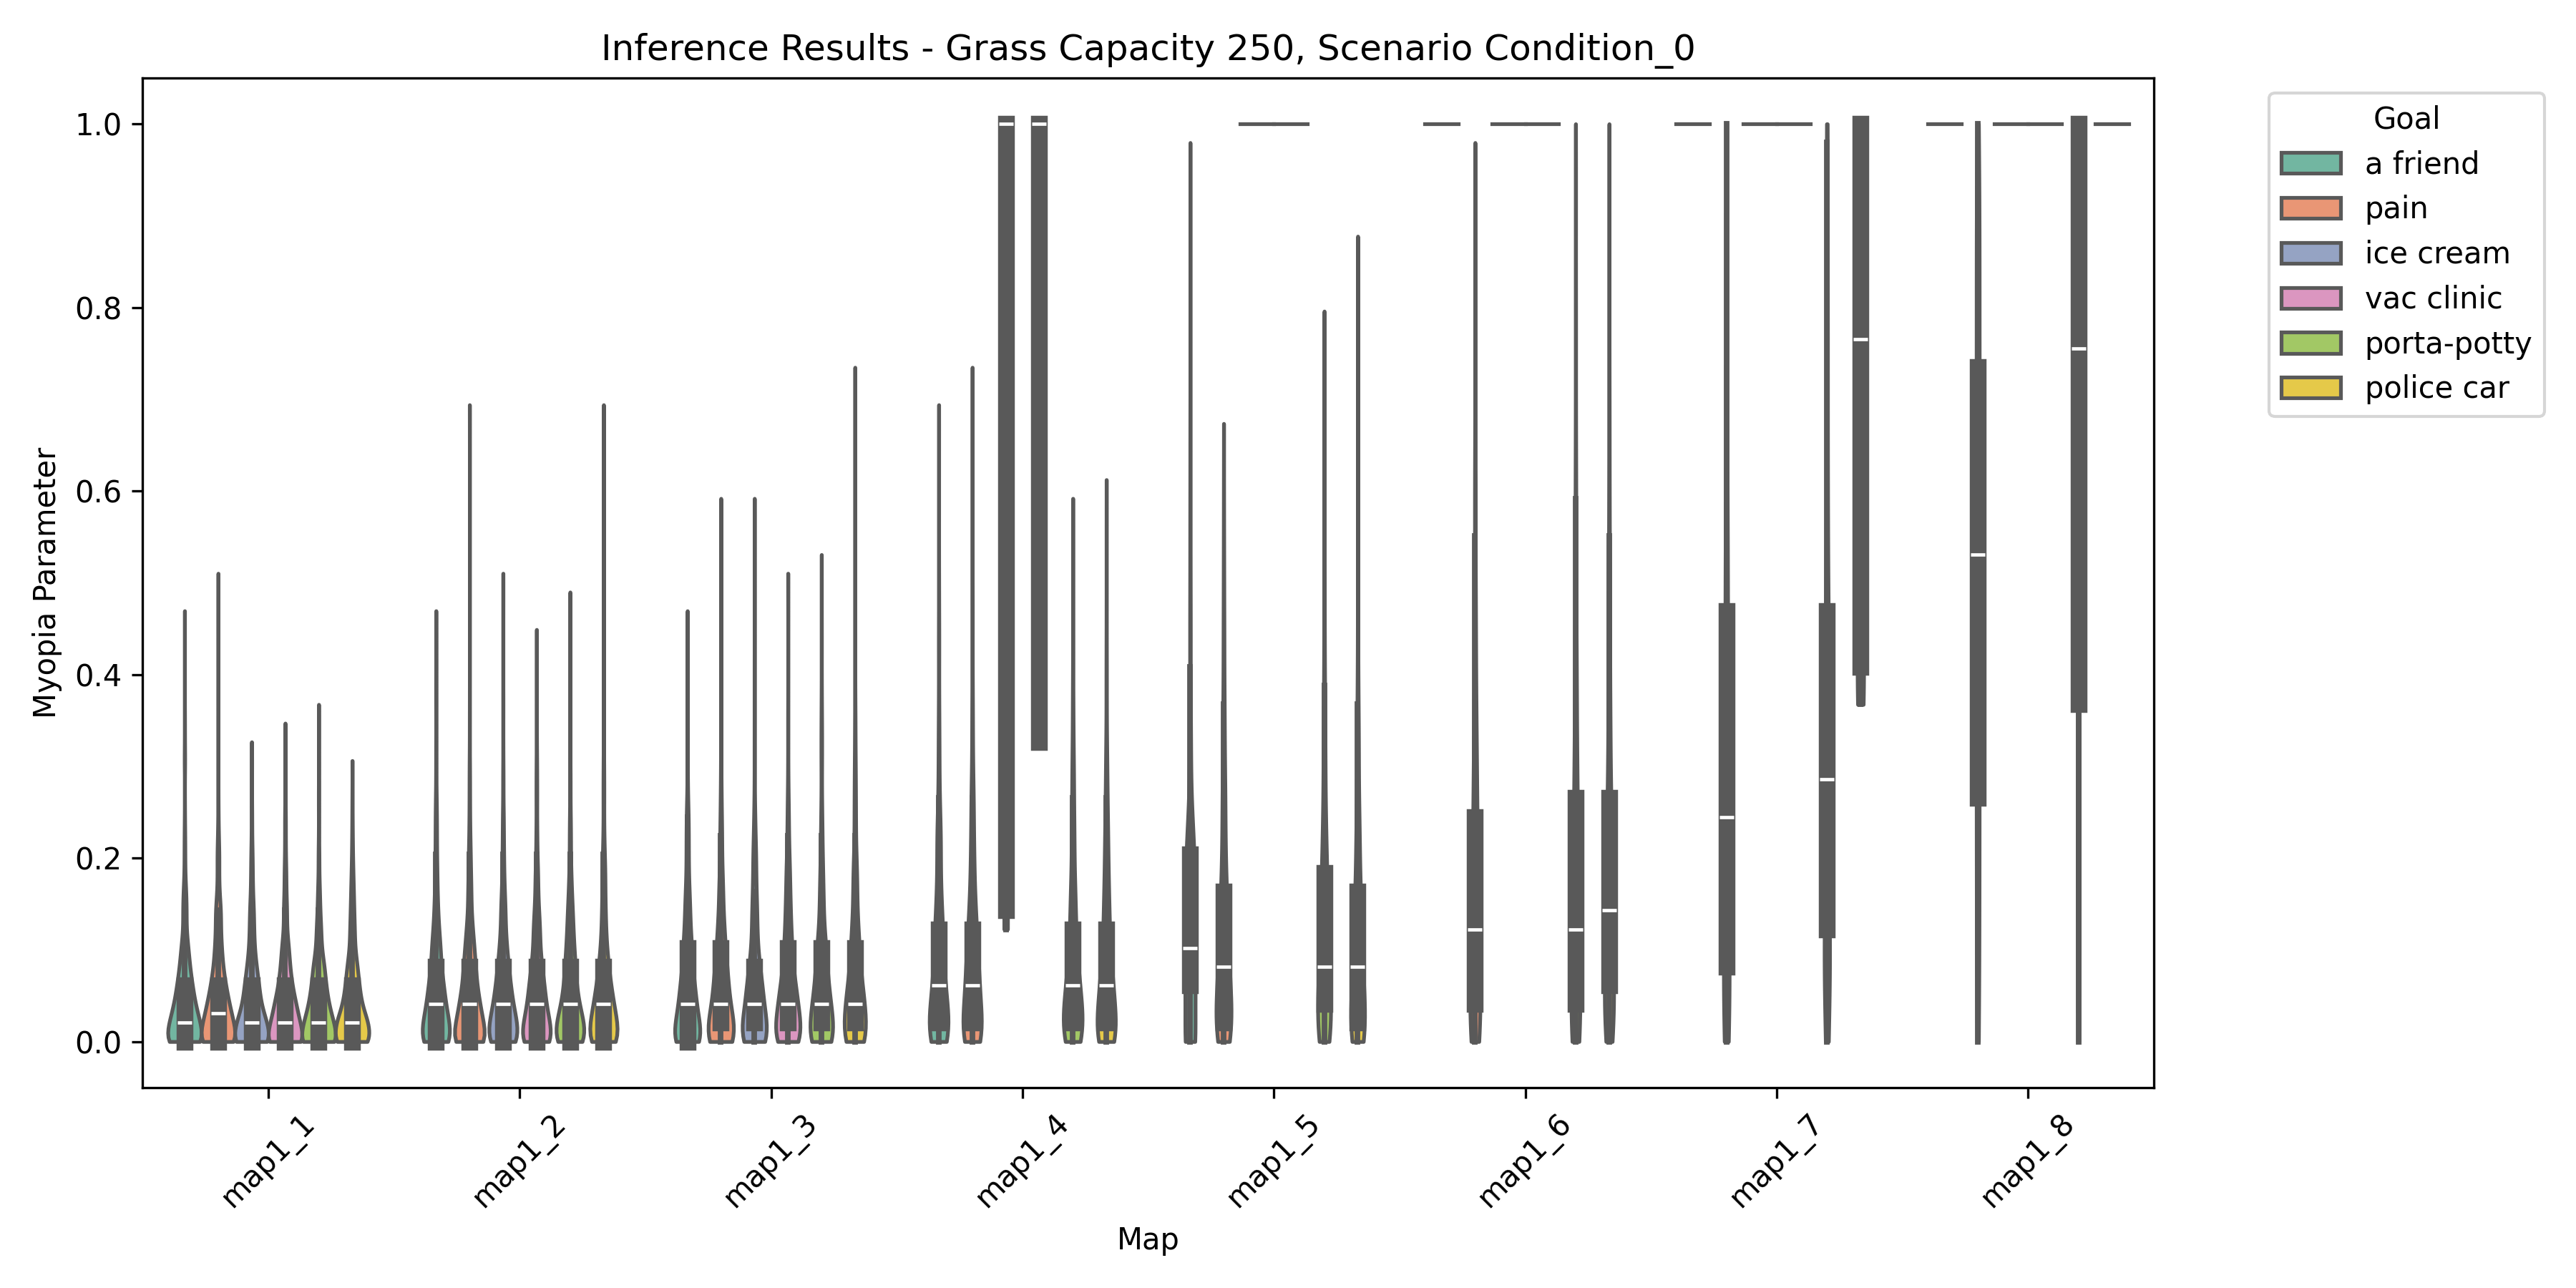 Inference Results - Grass Capacity 250, Scenario Condition_0
Myopia Parameter
1.0
0.8
0.6
0.4
0.2
0.0
map1_1
map1_2
map1_3
map1_4
map1_5
map1_6
map1_7
map1_8
Map
Goal
a friend
pain
ice cream
vac clinic
porta-potty
police car